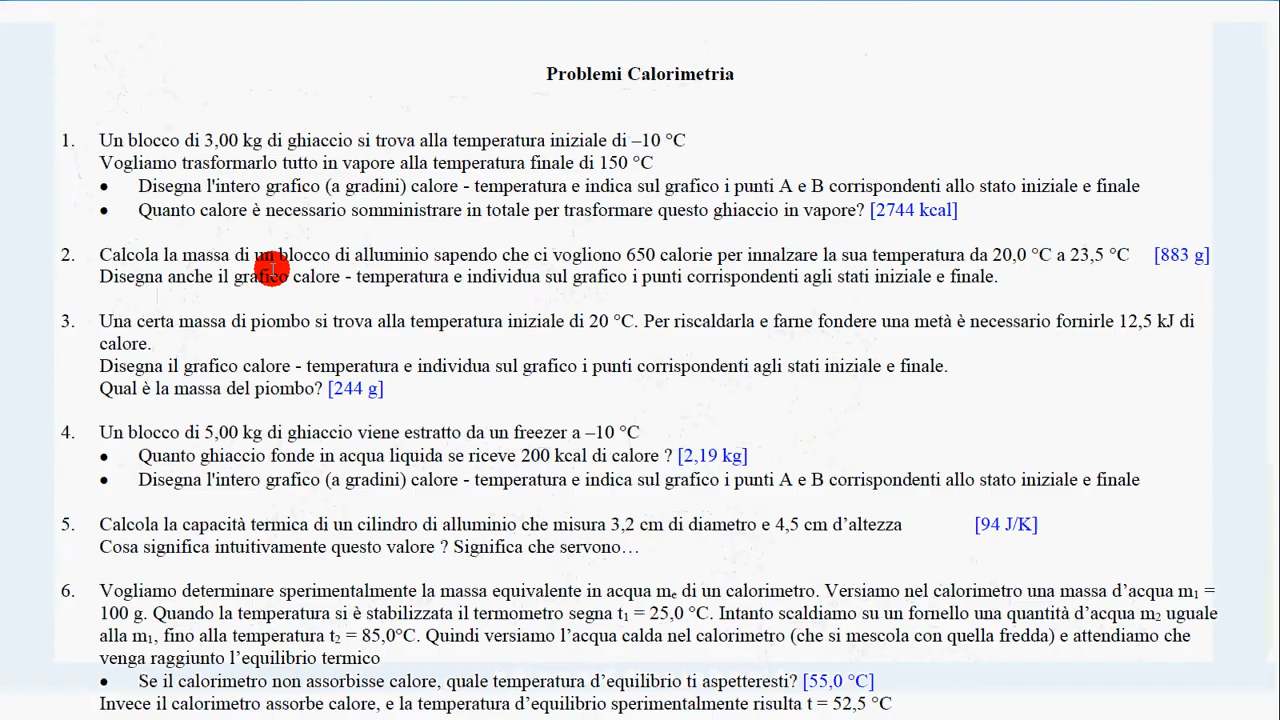 Problemi Calorimetria
1. Un blocco di 3,00 kg di ghiaccio si trova alla temperatura iniziale di –10 °C
Vogliamo trasformarlo tutto in vapore alla temperatura finale di 150 °C
• Disegna l'intero grafico (a gradini) calore - temperatura e indica sul grafico i punti A e B corrispondenti allo stato iniziale e finale
• Quanto calore è necessario somministrare in totale per trasformare questo ghiaccio in vapore? [2744 kcal]
2. Calcola la massa di un blocco di alluminio sapendo che ci vogliono 650 calorie per innalzare la sua temperatura da 20,0 °C a 23,5 °C [883 g]
Disegna anche il grafico calore - temperatura e individua sul grafico i punti corrispondenti agli stati iniziale e finale.
3. Una certa massa di piombo si trova alla temperatura iniziale di 20 °C. Per riscaldarla e farne fondere una metà è necessario fornirle 12,5 kJ di
calore.
Disegna il grafico calore - temperatura e individua sul grafico i punti corrispondenti agli stati iniziale e finale.
Qual è la massa del piombo? [244 g]
4. Un blocco di 5,00 kg di ghiaccio viene estratto da un freezer a –10 °C
• Quanto ghiaccio fonde in acqua liquida se riceve 200 kcal di calore ? [2,19 kg]
• Disegna l'intero grafico (a gradini) calore - temperatura e indica sul grafico i punti A e B corrispondenti allo stato iniziale e finale
5. Calcola la capacità termica di un cilindro di alluminio che misura 3,2 cm di diametro e 4,5 cm d’altezza [94 J/K]
Cosa significa intuitivamente questo valore ? Significa che servono…
6. Vogliamo determinare sperimentalmente la massa equivalente in acqua mₑ di un calorimetro. Versiamo nel calorimetro una massa d’acqua m₁ =
100 g. Quando la temperatura si è stabilizzata il termometro segna t₁ = 25,0 °C. Intanto scaldiamo su un fornello una quantità d’acqua m₂ uguale
alla m₁, fino alla temperatura t₂ = 85,0°C. Quindi versiamo l’acqua calda nel calorimetro (che si mescola con quella fredda) e attendiamo che
venga raggiunto l’equilibrio termico
• Se il calorimetro non assorbisse calore, quale temperatura d’equilibrio ti aspetteresti? [55,0 °C]
Invece il calorimetro assorbe calore, e la temperatura d’equilibrio sperimentalmente risulta t = 52,5 °C